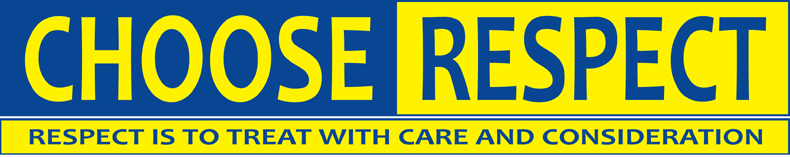 CHOOSE RESPECT
RESPECT IS TO TREAT WITH CARE AND CONSIDERATION